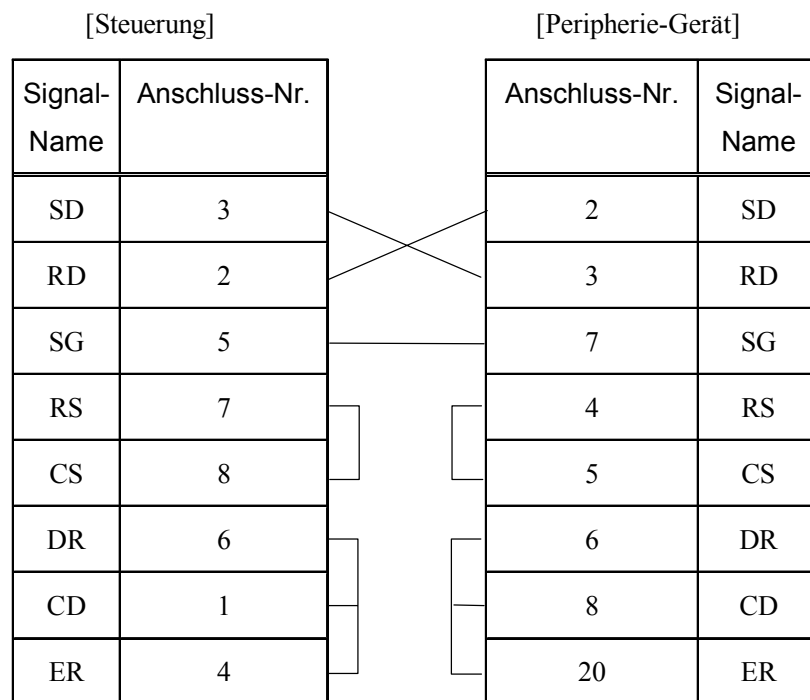 [Steuerung] [Peripherie-Gerät]
Signal-Name Anschluss-Nr. Anschluss-Nr. Signal-Name
SD 3 2 SD
RD 2 3 RD
SG 5 7 SG
RS 7 4 RS
CS 8 5 CS
DR 6 6 DR
CD 1 8 CD
ER 4 20 ER